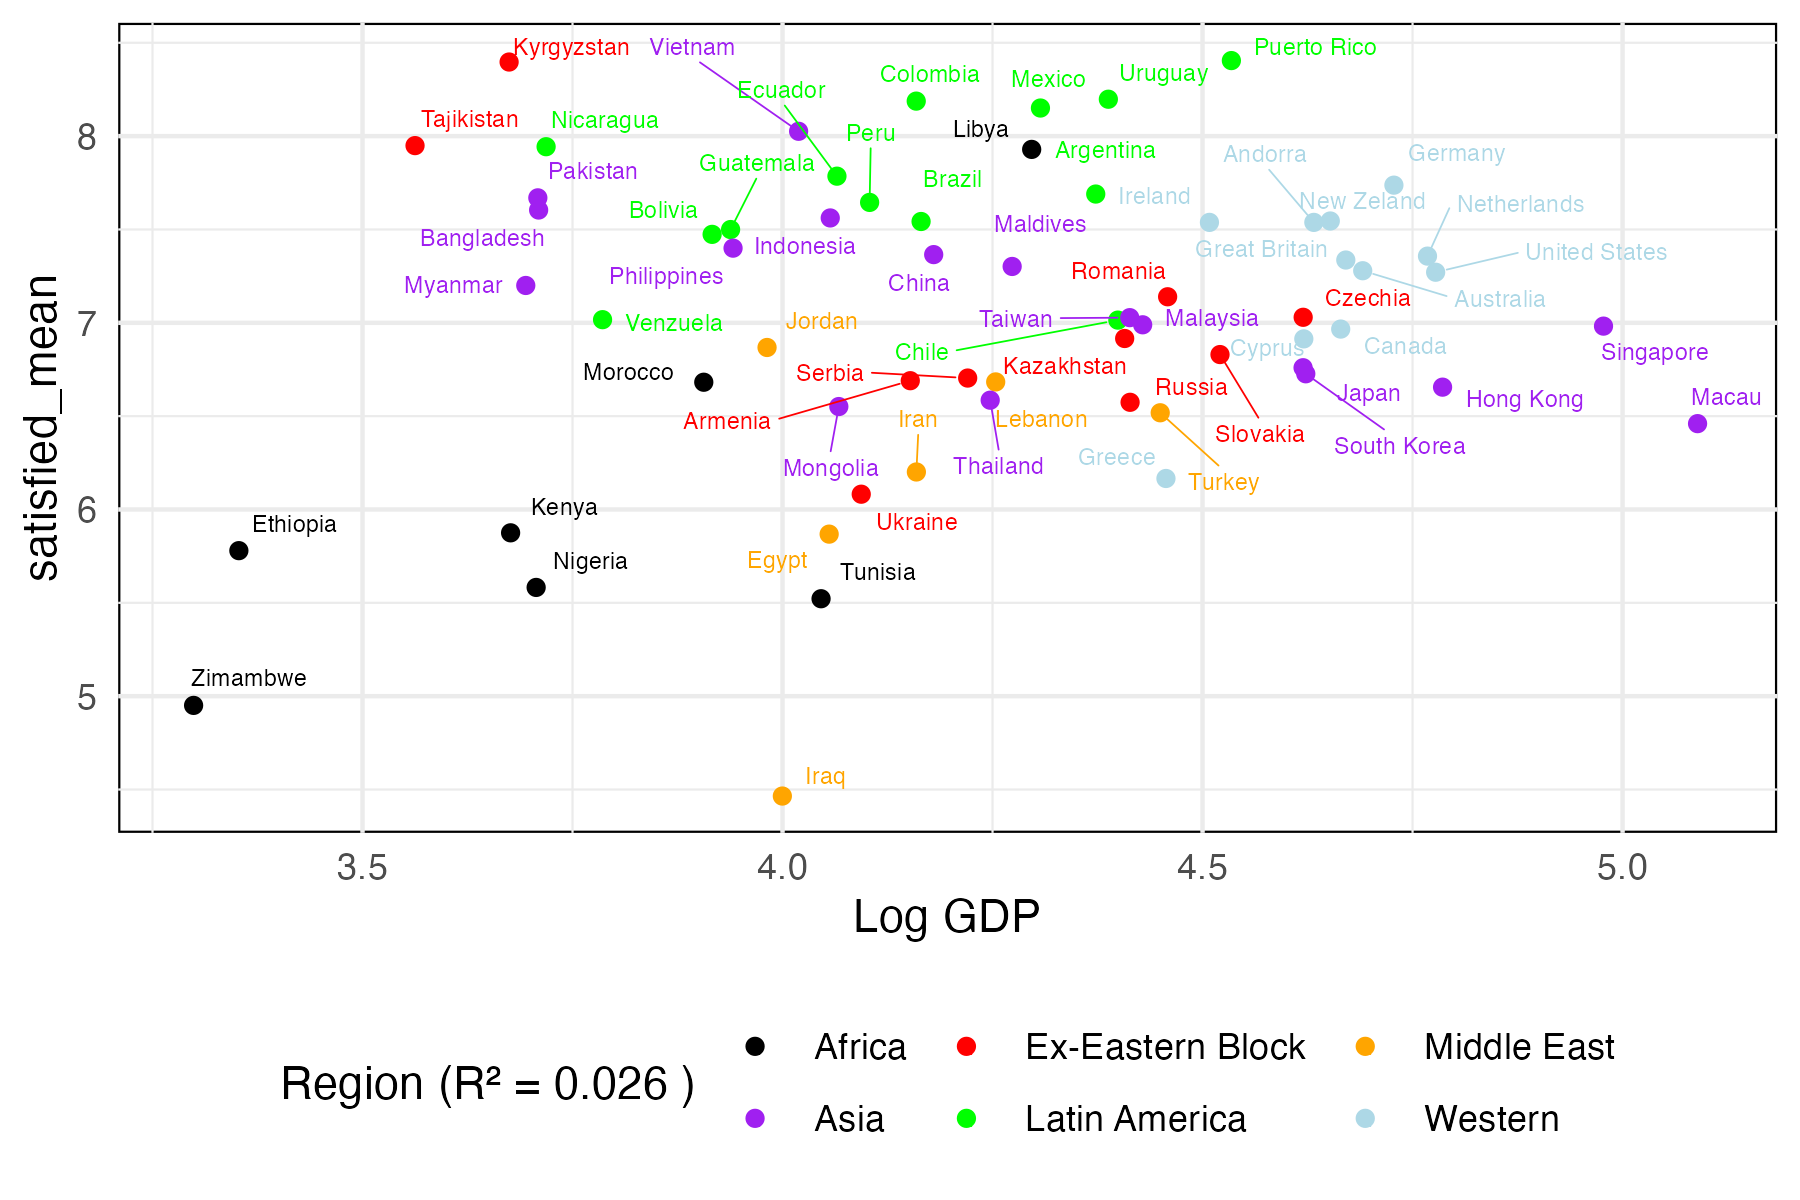 Kyrgyzstan
Vietnam
Puerto Rico
Colombia
Mexico
Uruguay
Ecuador
Tajikistan
Nicaragua
Peru
Libya
Argentina
Andorra
Germany
Guatemala
Pakistan
Brazil
Ireland
New Zeland
Netherlands
Bolivia
Maldives
Bangladesh
Indonesia
Great Britain
United States
Philippines
China
Romania
Myanmar
Czechia
Australia
Venzuela
Jordan
Taiwan
Malaysia
Chile
Cyprus
Canada
Singapore
Morocco
Serbia
Kazakhstan
Russia
Japan
Hong Kong
Macau
Armenia
Iran
Lebanon
Slovakia
South Korea
Mongolia
Thailand
Greece
Turkey
Ethiopia
Kenya
Ukraine
Nigeria
Egypt
Tunisia
Zimambwe
Iraq
8
7
6
5
satisfied_mean
3.5 4.0 4.5 5.0
Log GDP
Region (R² = 0.026 )
Africa Ex-Eastern Block Middle East
Asia Latin America Western